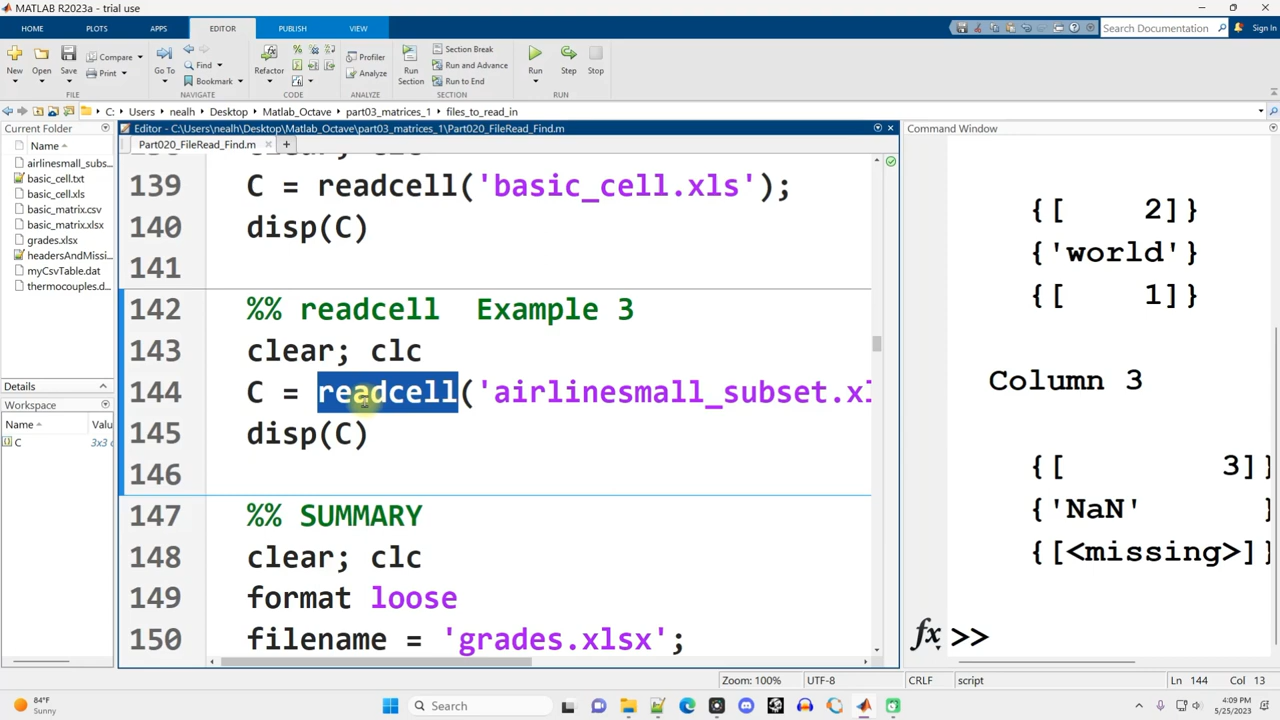 MATLAB R2023a - trial use
HOME PLOTS APPS EDITOR PUBLISH VIEW
Search Documentation
Sign In
New Open Save Compare Print
Go To Find Bookmark
Refactor
Profiler Analyze
Run Section
Section Break
Run and Advance
Run to End
Run Step Stop
FILE NAVIGATE CODE ANALYZE SECTION RUN
C: Users nealh Desktop Matlab_Octave part03_matrices_1 files_to_read_in
Current Folder
Name
airlinesmall_subs...
basic_cell.txt
basic_cell.xls
basic_matrix.csv
basic_matrix.xlsx
grades.xlsx
headersAndMissi...
myCsvTable.dat
thermocouples.d...
Details
Workspace
Name Valu
C 3x3 c
Editor - C:\Users\nealh\Desktop\Matlab_Octave\part03_matrices_1\Part020_FileRead_Find.m
Part020_FileRead_Find.m
139 C = readcell('basic_cell.xls');
140 disp(C)
141
142 %% readcell  Example 3
143 clear; clc
144 C = readcell('airlinesmall_subset.xl
145 disp(C)
146
147 %% SUMMARY
148 clear; clc
149 format loose
150 filename = 'grades.xlsx';
Command Window
{[ 2]}
{'world'}
{[ 1]}
Column 3
{[ 3]}
{'NaN' }
{[<missing>]}
fx >>
Zoom: 100% UTF-8 CRLF script Ln 144 Col 13
84°F
Sunny
Search
4:09 PM
5/25/2023